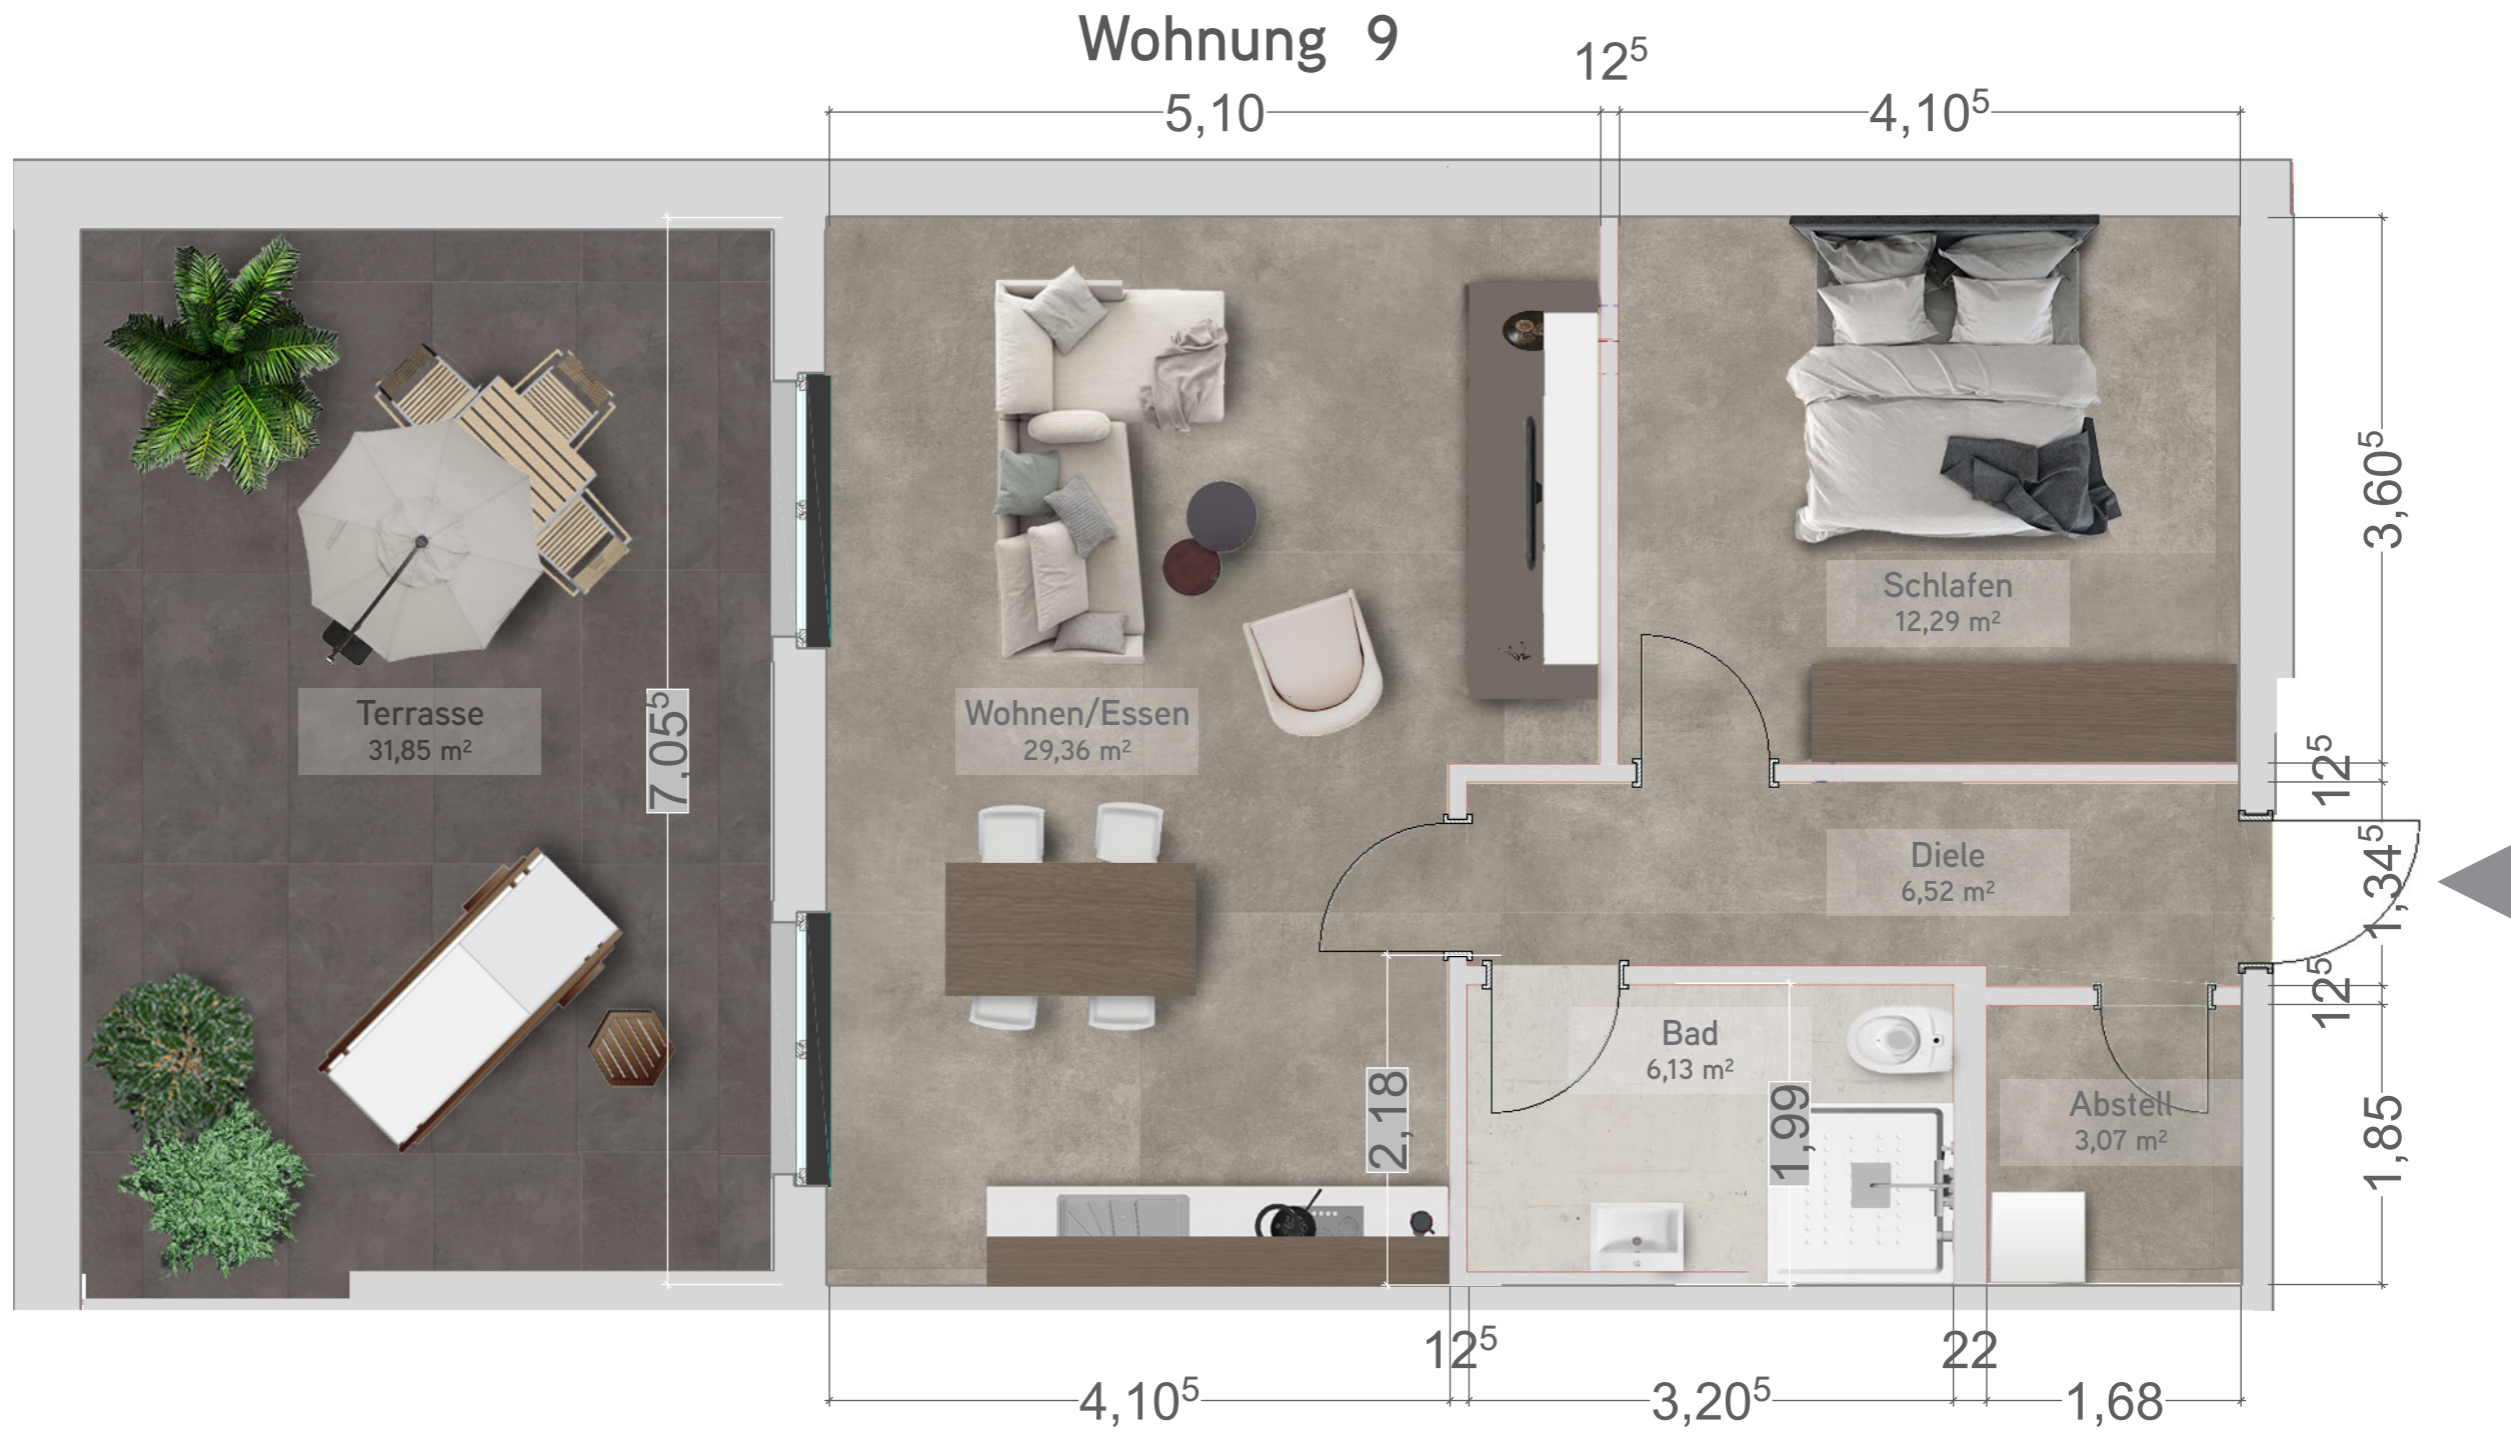 Wohnung 9
12⁵
5,10
4,10⁵
3,60⁵
Schlafen
12,29 m²
Terrasse
31,85 m²
7,05⁵
Wohnen/Essen
29,36 m²
12⁵
Diele
6,52 m²
1,34⁵
12⁵
Bad
6,13 m²
2,18
1,99
Abstell
3,07 m²
1,85
12⁵
22
4,10⁵
3,20⁵
1,68